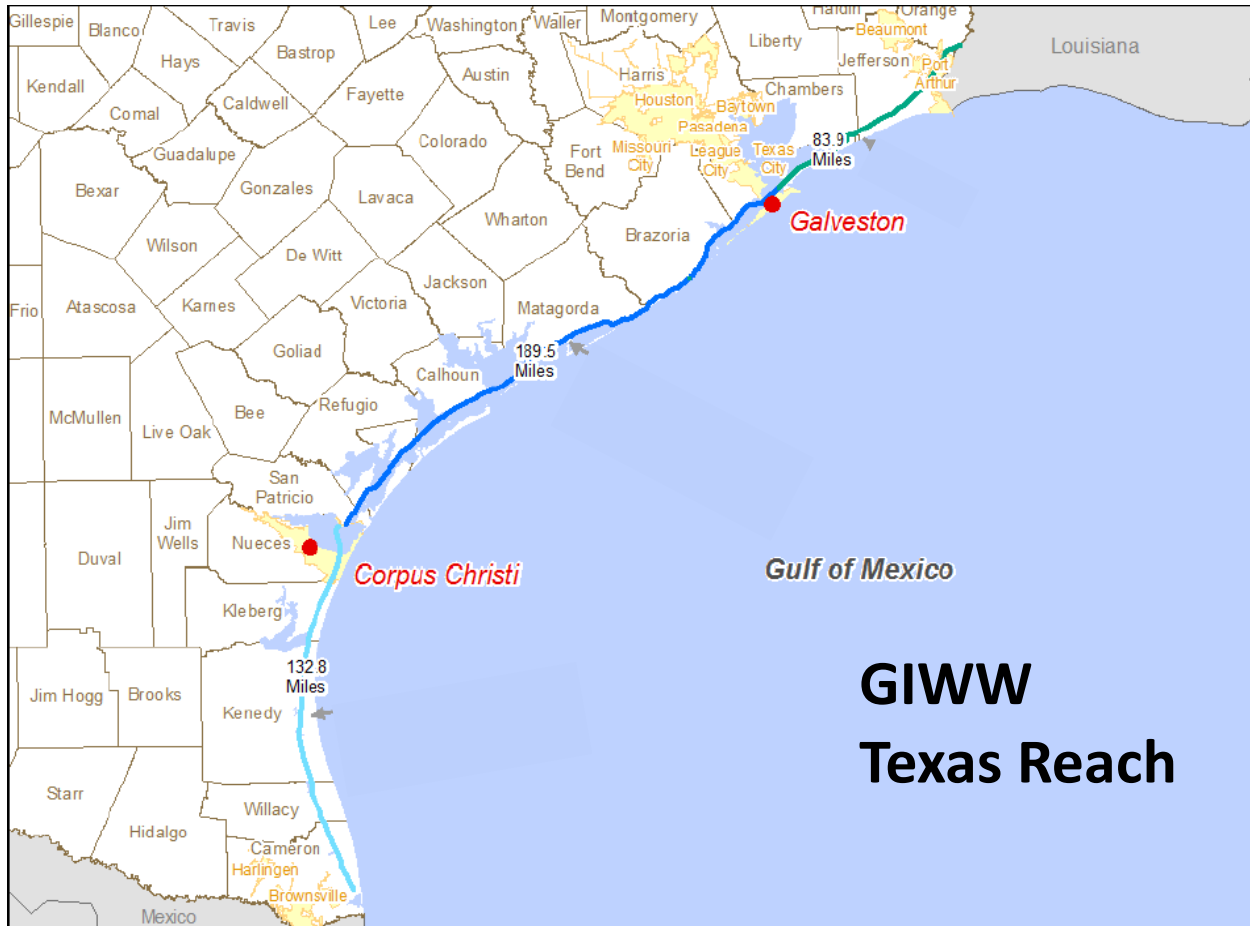 Gillespie
Blanco
Travis
Lee
Washington
Waller
Montgomery
Hardin
Orange
Beaumont
Louisiana
Kendall
Hays
Bastrop
Austin
Harris
Liberty
Jefferson
Port
Arthur
Comal
Caldwell
Fayette
Houston
Baytown
Chambers
Guadalupe
Colorado
Fort
Bend
Missouri
City
Pasadena
League
City
Texas
City
83.9
Miles
Bexar
Gonzales
Lavaca
Wharton
Brazoria
Galveston
Wilson
De Witt
Jackson
Matagorda
Frio
Atascosa
Karnes
Victoria
Goliad
189.5
Miles
Calhoun
McMullen
Live Oak
Bee
Refugio
San
Patricio
Duval
Jim
Wells
Nueces
Corpus Christi
Gulf of Mexico
Kleberg
132.8
Miles
Jim Hogg
Brooks
Kenedy
GIWW
Texas Reach
Starr
Hidalgo
Willacy
Cameron
Harlingen
Brownsville
Mexico